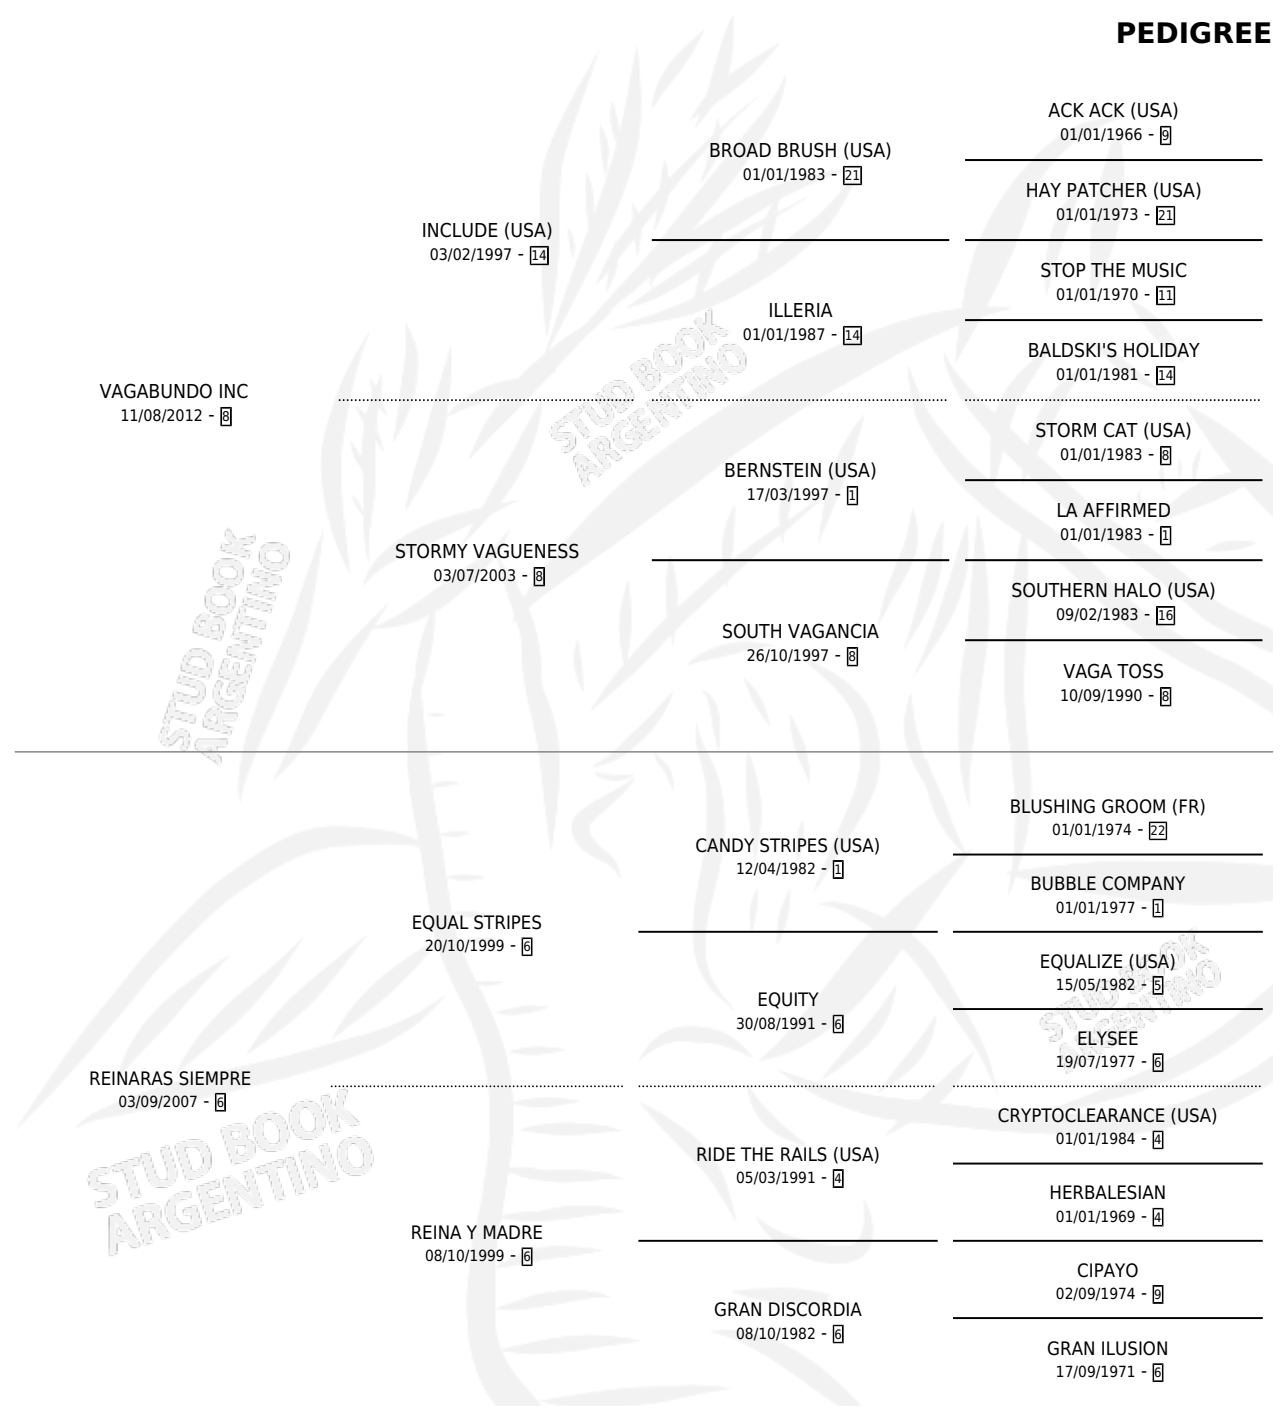 PEDIGREE
ACK ACK (USA)
01/01/1966 - 9
BROAD BRUSH (USA)
01/01/1983 - 21
HAY PATCHER (USA)
01/01/1973 - 21
INCLUDE (USA)
03/02/1997 - 14
STOP THE MUSIC
01/01/1970 - 11
ILLERIA
01/01/1987 - 14
BALDSKI'S HOLIDAY
01/01/1981 - 14
VAGABUNDO INC
11/08/2012 - 8
STORM CAT (USA)
01/01/1983 - 8
BERNSTEIN (USA)
17/03/1997 - 1
LA AFFIRMED
01/01/1983 - 1
STORMY VAGUENESS
03/07/2003 - 8
SOUTHERN HALO (USA)
09/02/1983 - 16
SOUTH VAGANCIA
26/10/1997 - 8
VAGA TOSS
10/09/1990 - 8
BLUSHING GROOM (FR)
01/01/1974 - 22
CANDY STRIPES (USA)
12/04/1982 - 1
BUBBLE COMPANY
01/01/1977 - 1
EQUAL STRIPES
20/10/1999 - 6
EQUALIZE (USA)
15/05/1982 - 5
EQUITY
30/08/1991 - 6
ELYSEE
19/07/1977 - 6
REINARAS SIEMPRE
03/09/2007 - 6
CRYPTOCLEARANCE (USA)
01/01/1984 - 4
RIDE THE RAILS (USA)
05/03/1991 - 4
HERBALESIAN
01/01/1969 - 4
REINA Y MADRE
08/10/1999 - 6
CIPAYO
02/09/1974 - 9
GRAN DISCORDIA
08/10/1982 - 6
GRAN ILUSION
17/09/1971 - 6
STUD BOOK
ARGENTINO
STUD BOOK
ARGENTINO
STUD BOOK
ARGENTINO
STUD BOOK
ARGENTINO